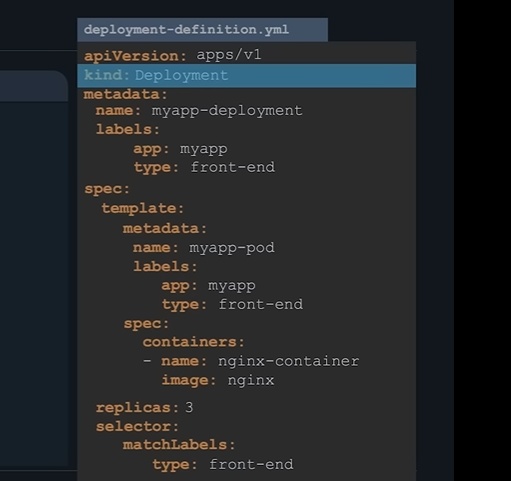 deployment-definition.yml
apiVersion: apps/v1
kind: Deployment
metadata:
name: myapp-deployment
labels:
app: myapp
type: front-end
spec:
template:
metadata:
name: myapp-pod
labels:
app: myapp
type: front-end
spec:
containers:
- name: nginx-container
image: nginx
replicas: 3
selector:
matchLabels:
type: front-end